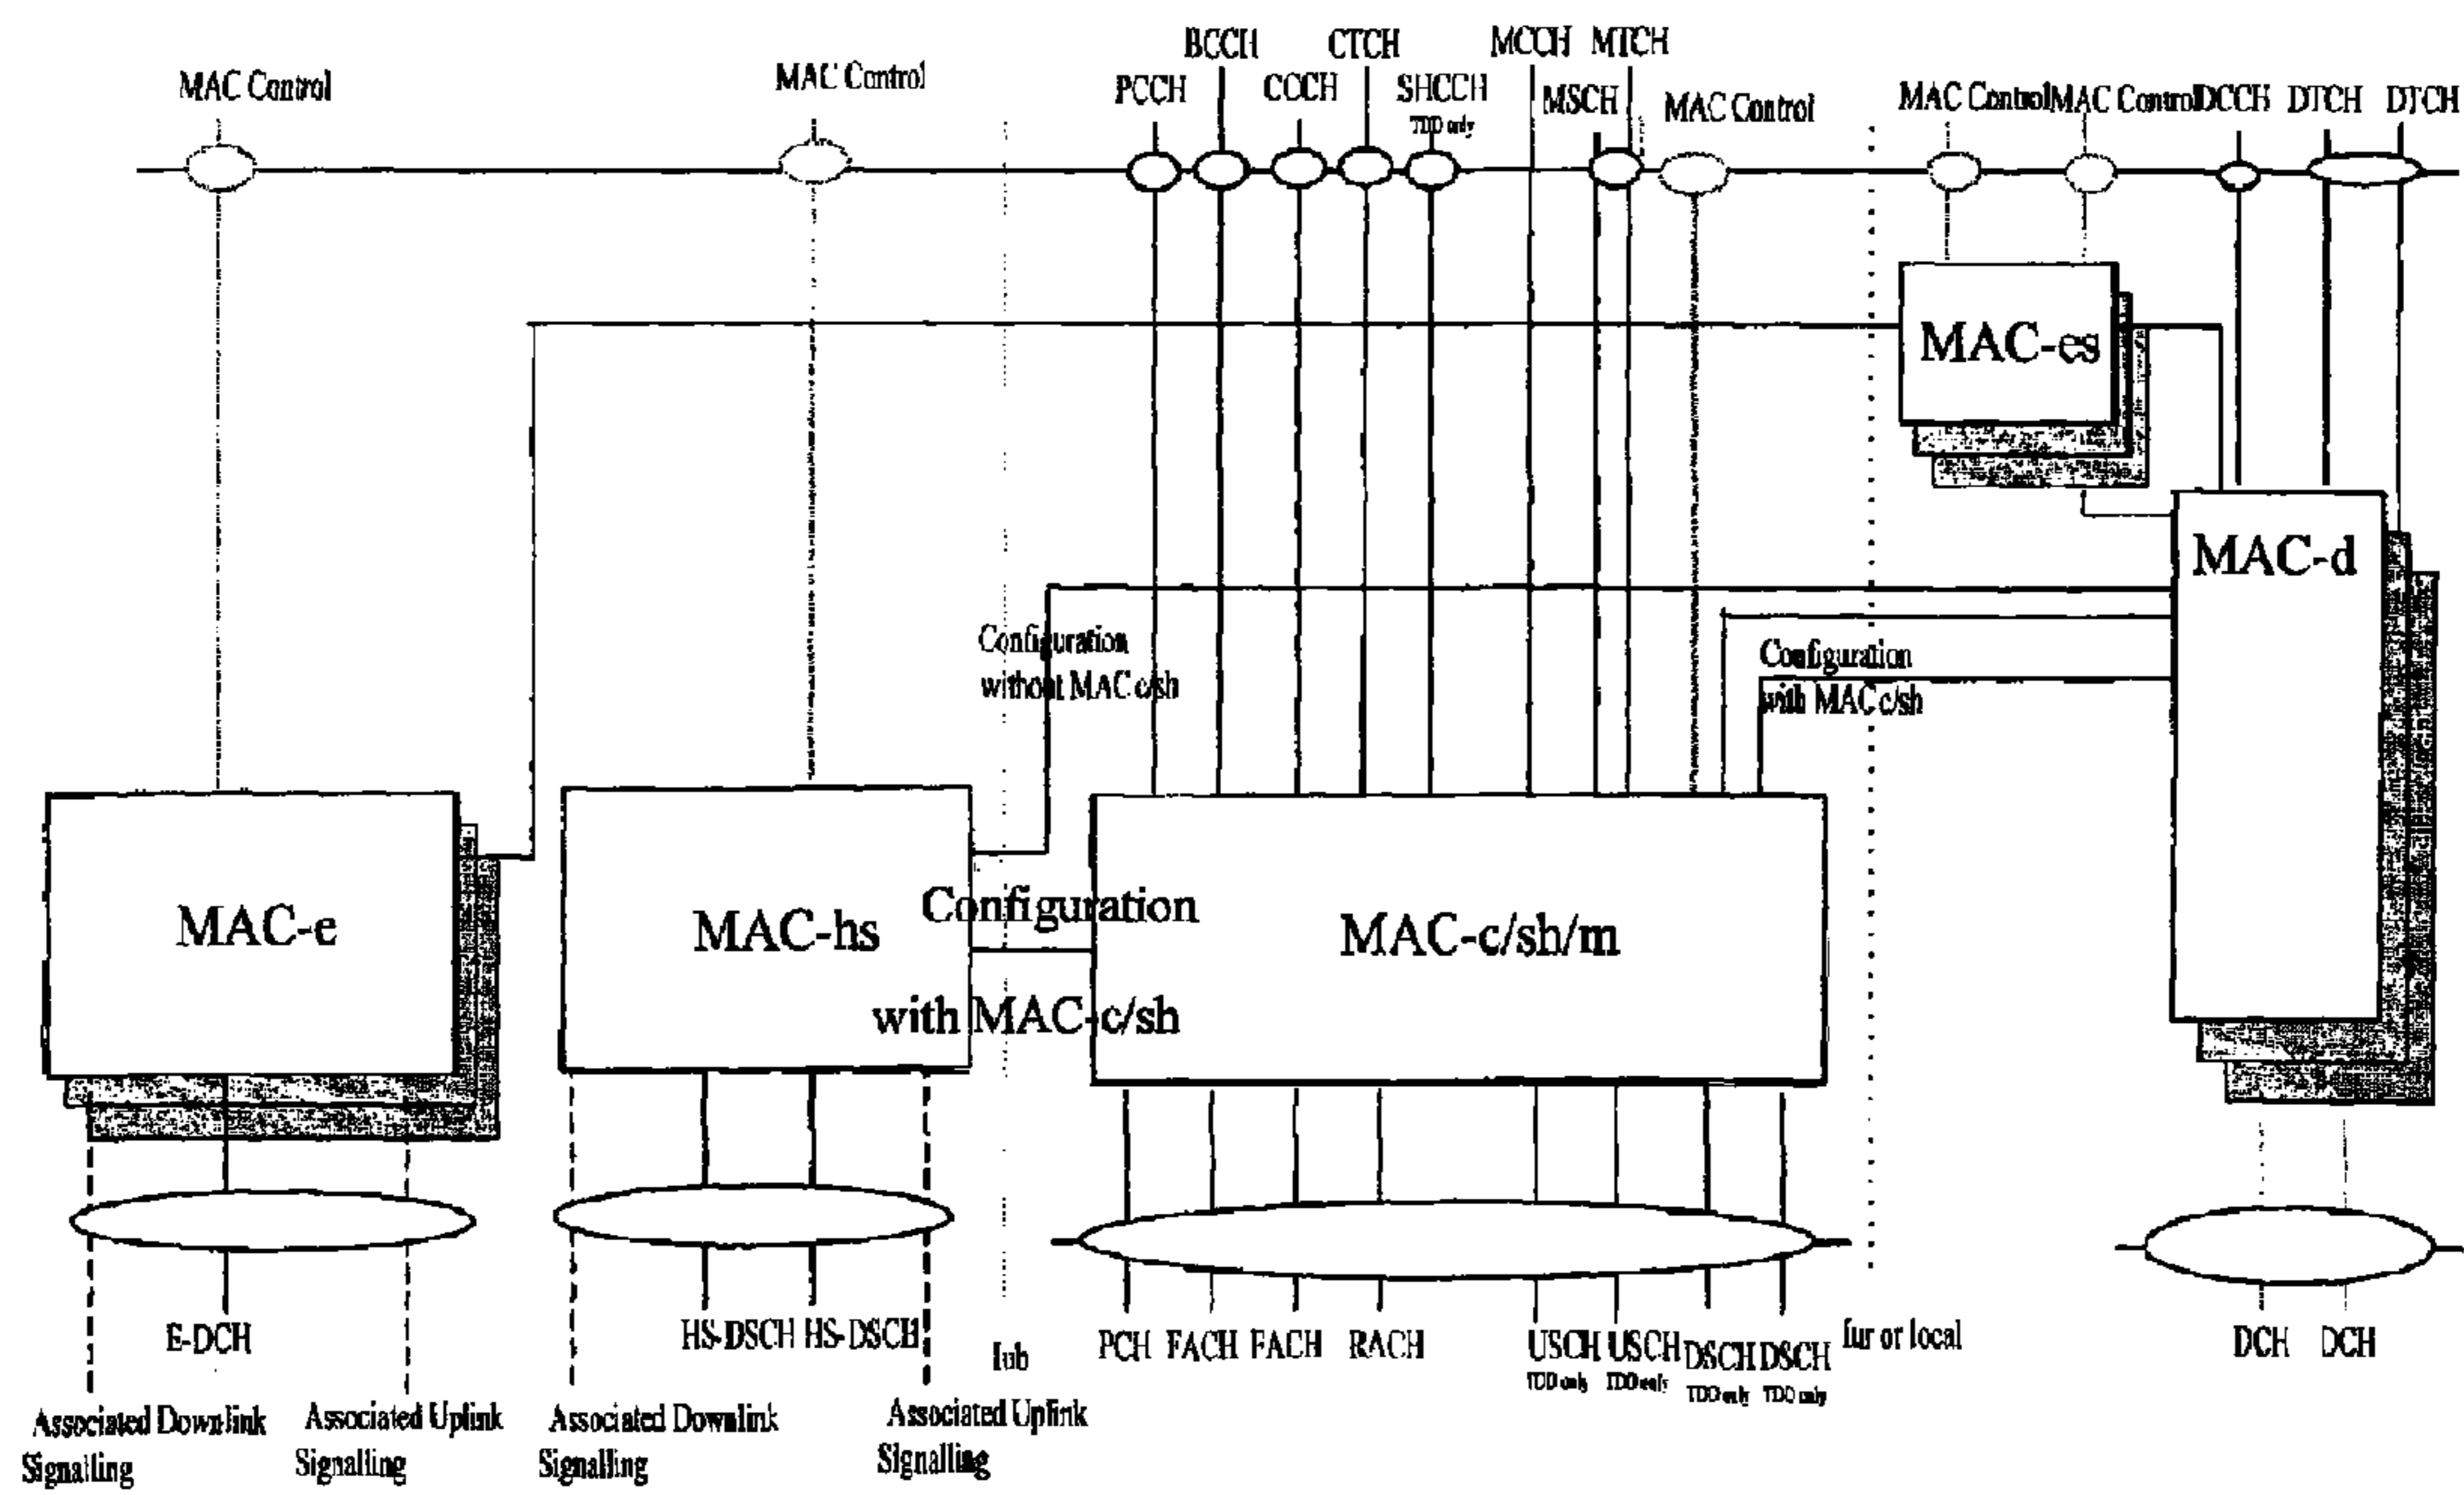 BCCH CTCH MCCH MTCH
MAC Control MAC Control PCCH CCCH SHCCH MSCH MAC Control MAC Control MAC Control DCCH DTCH DTCH
TDD only
MAC-es
MAC-d
Configuration
without MAC c/sh
Configuration
with MAC c/sh
MAC-e
MAC-hs
Configuration
with MAC-c/sh
MAC-c/sh/m
E-DCH
HS-DSCH HS-DSCH
Iub
PCH FACH FACH RACH
USCH USCH DSCH DSCH
TDD only TDD only TDD only TDD only
Iur or local
DCH DCH
Associated Downlink
Signalling
Associated Uplink
Signalling
Associated Downlink
Signalling
Associated Uplink
Signalling